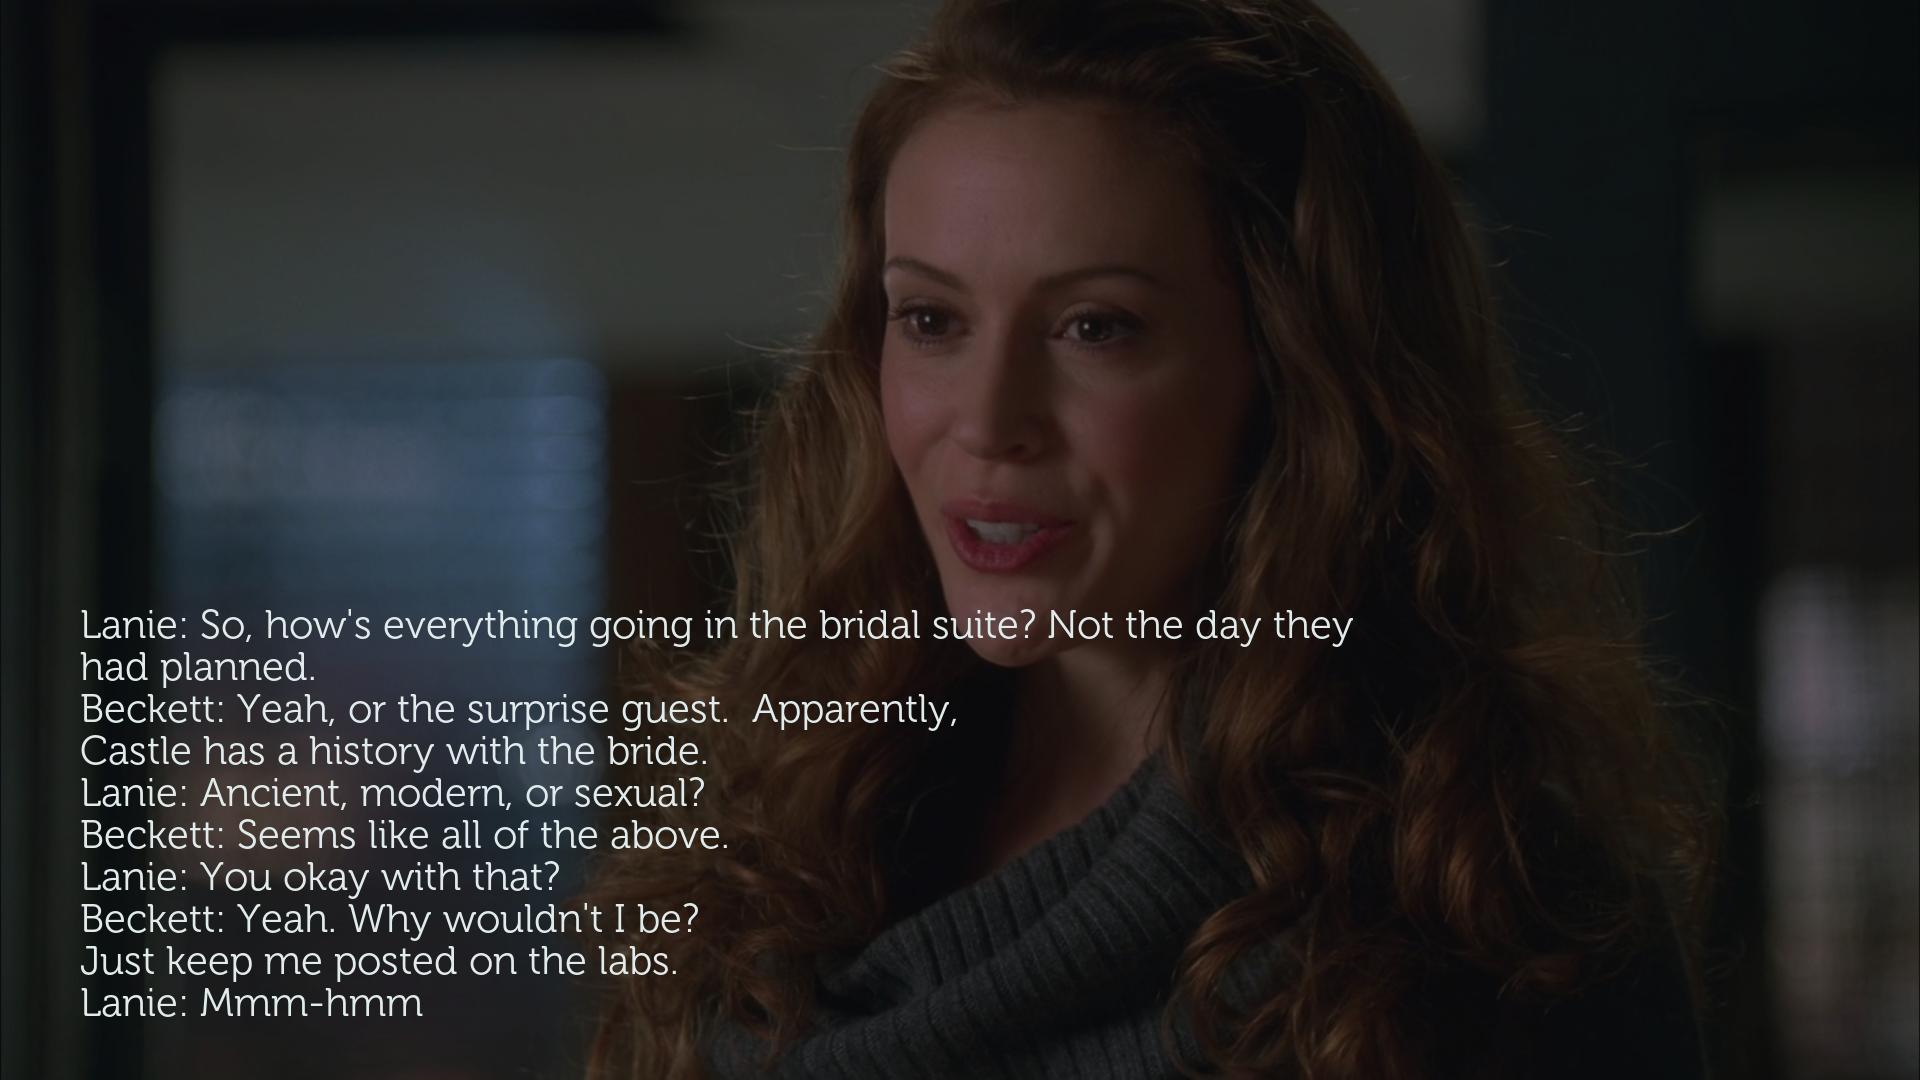 Lanie: So, how's everything going in the bridal suite? Not the day they
had planned.
Beckett: Yeah, or the surprise guest.  Apparently,
Castle has a history with the bride.
Lanie: Ancient, modern, or sexual?
Beckett: Seems like all of the above.
Lanie: You okay with that?
Beckett: Yeah. Why wouldn't I be?
Just keep me posted on the labs.
Lanie: Mmm-hmm